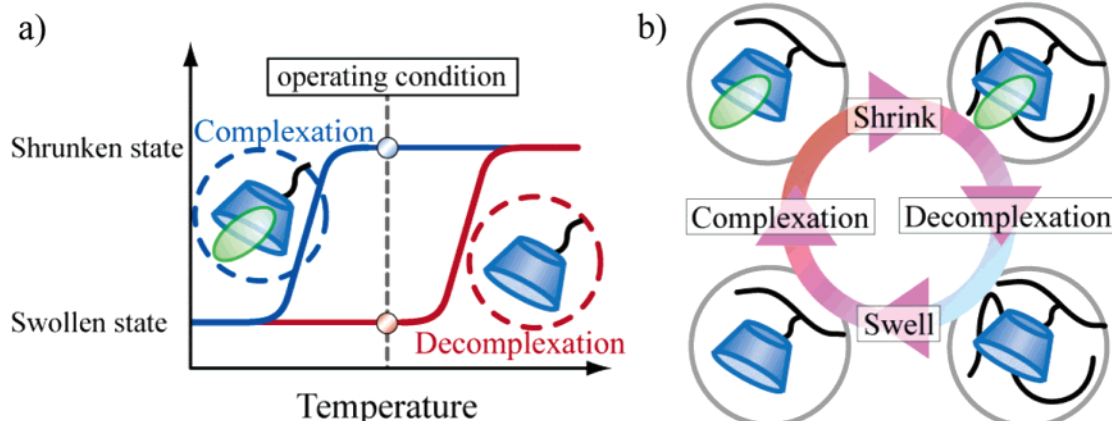 a)
operating condition
Complexation
Shrunken state
Swollen state
Decomplexation
Temperature
b)
Shrink
Complexation
Decomplexation
Swell